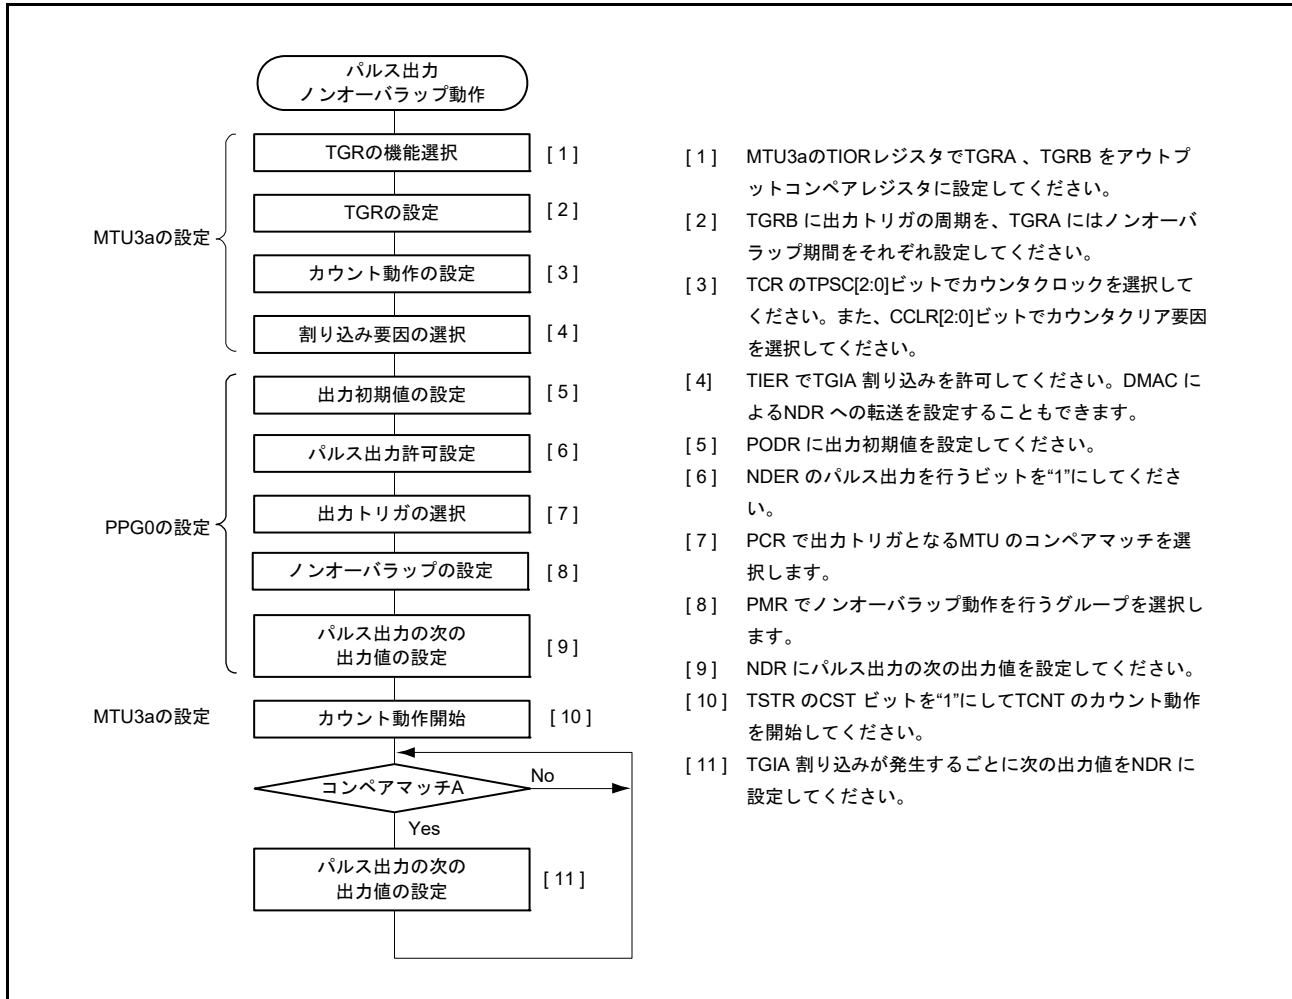 パルス出力
ノンオーバラップ動作
MTU3aの設定
TGRの機能選択 [ 1 ]
TGRの設定 [ 2 ]
カウント動作の設定 [ 3 ]
割り込み要因の選択 [ 4 ]
PPG0の設定
出力初期値の設定 [ 5 ]
パルス出力許可設定 [ 6 ]
出力トリガの選択 [ 7 ]
ノンオーバラップの設定 [ 8 ]
パルス出力の次の
出力値の設定 [ 9 ]
MTU3aの設定
カウント動作開始 [ 10 ]
コンペアマッチA
No
Yes
パルス出力の次の
出力値の設定 [ 11 ]
[ 1 ] MTU3aのTIORレジスタでTGRA 、TGRB をアウトプ
ットコンペアレジスタに設定してください。
[ 2 ] TGRB に出力トリガの周期を、TGRA にはノンオーバ
ラップ期間をそれぞれ設定してください。
[ 3 ] TCR のTPSC[2:0]ビットでカウンタクロックを選択して
ください。また、CCLR[2:0]ビットでカウンタクリア要因
を選択してください。
[ 4] TIER でTGIA 割り込みを許可してください。DMAC に
よるNDR への転送を設定することもできます。
[ 5 ] PODR に出力初期値を設定してください。
[ 6 ] NDER のパルス出力を行うビットを“1”にしてくださ
い。
[ 7 ] PCR で出力トリガとなるMTU のコンペアマッチを選
択します。
[ 8 ] PMR でノンオーバラップ動作を行うグループを選択し
ます。
[ 9 ] NDR にパルス出力の次の出力値を設定してください。
[ 10 ] TSTR のCST ビットを“1”にしてTCNT のカウント動作
を開始してください。
[ 11 ] TGIA 割り込みが発生するごとに次の出力値をNDR に
設定してください。